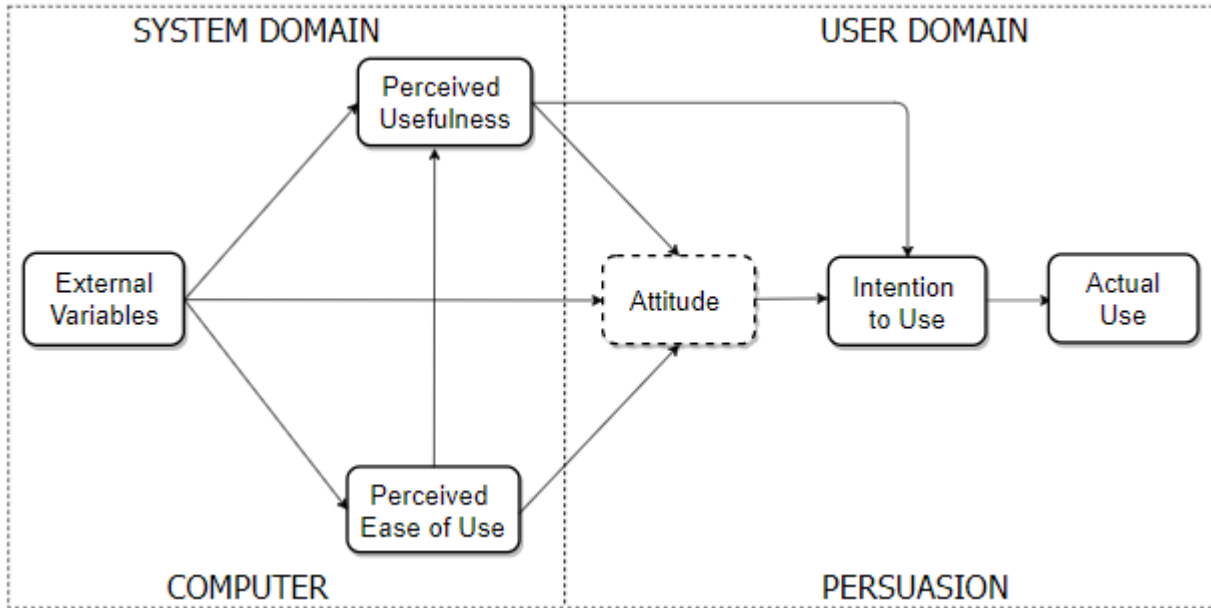 SYSTEM DOMAIN
USER DOMAIN
Perceived
Usefulness
External
Variables
Attitude
Intention
to Use
Actual
Use
Perceived
Ease of Use
COMPUTER
PERSUASION